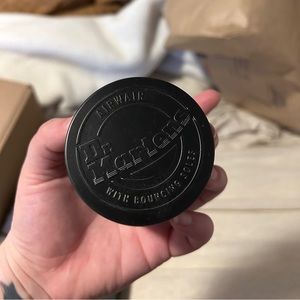 AIRWAIR
Dr.
Martens
WITH BOUNCING SOLES